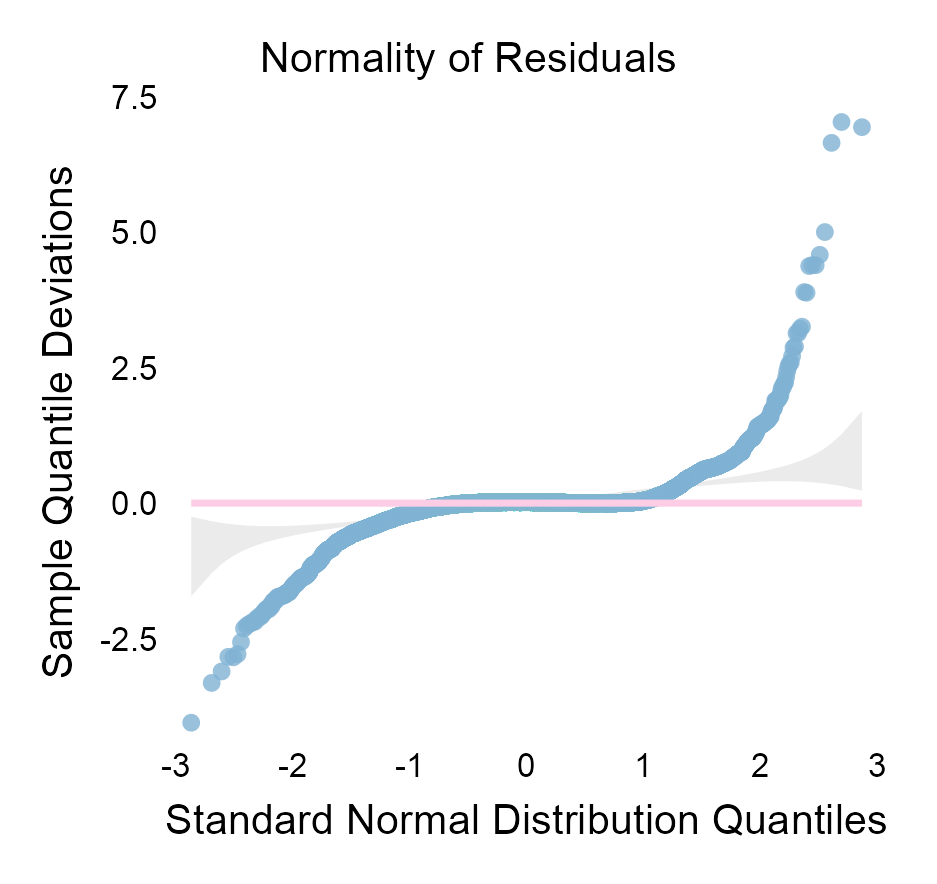 Normality of Residuals
7.5
5.0
2.5
0.0
-2.5
Sample Quantile Deviations
-3 -2 -1 0 1 2 3
Standard Normal Distribution Quantiles